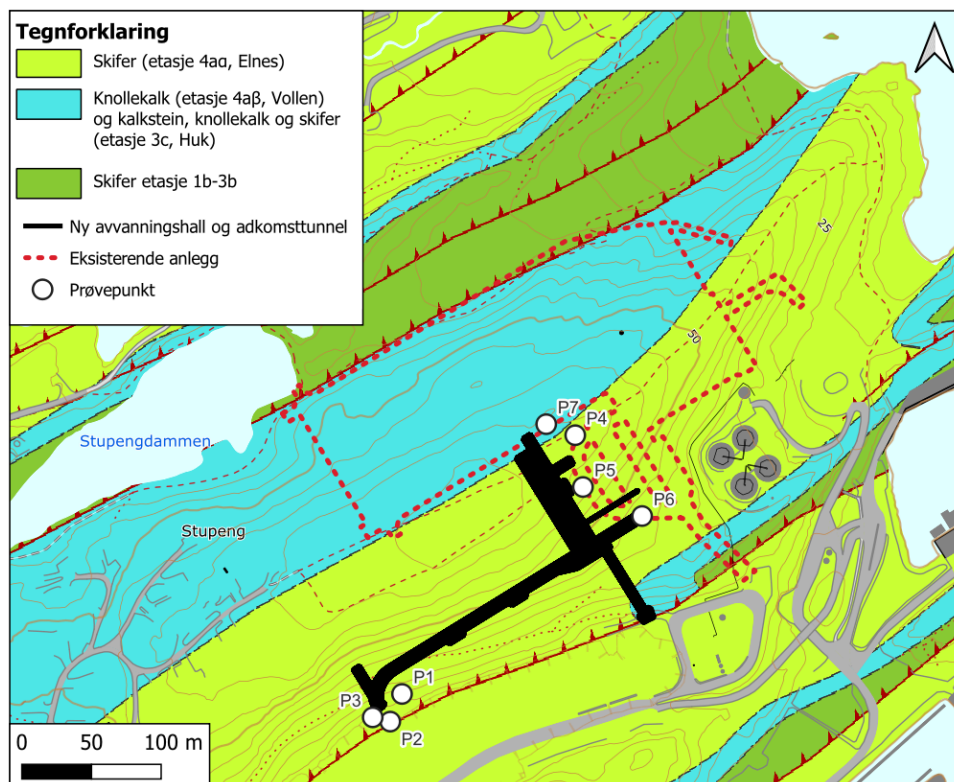 Tegnforklaring
Skifer (etasje 4aα, Elnes)
Knollekalk (etasje 4aβ, Vollen)
og kalkstein, knollekalk og skifer
(etasje 3c, Huk)
Skifer etasje 1b-3b
Ny avvanningshall og adkomsttunnel
Eksisterende anlegg
Prøvepunkt
25
50
Stupengdammen
P7
P4
P5
Stupeng
P6
P1
P3
P2
0 50 100 m